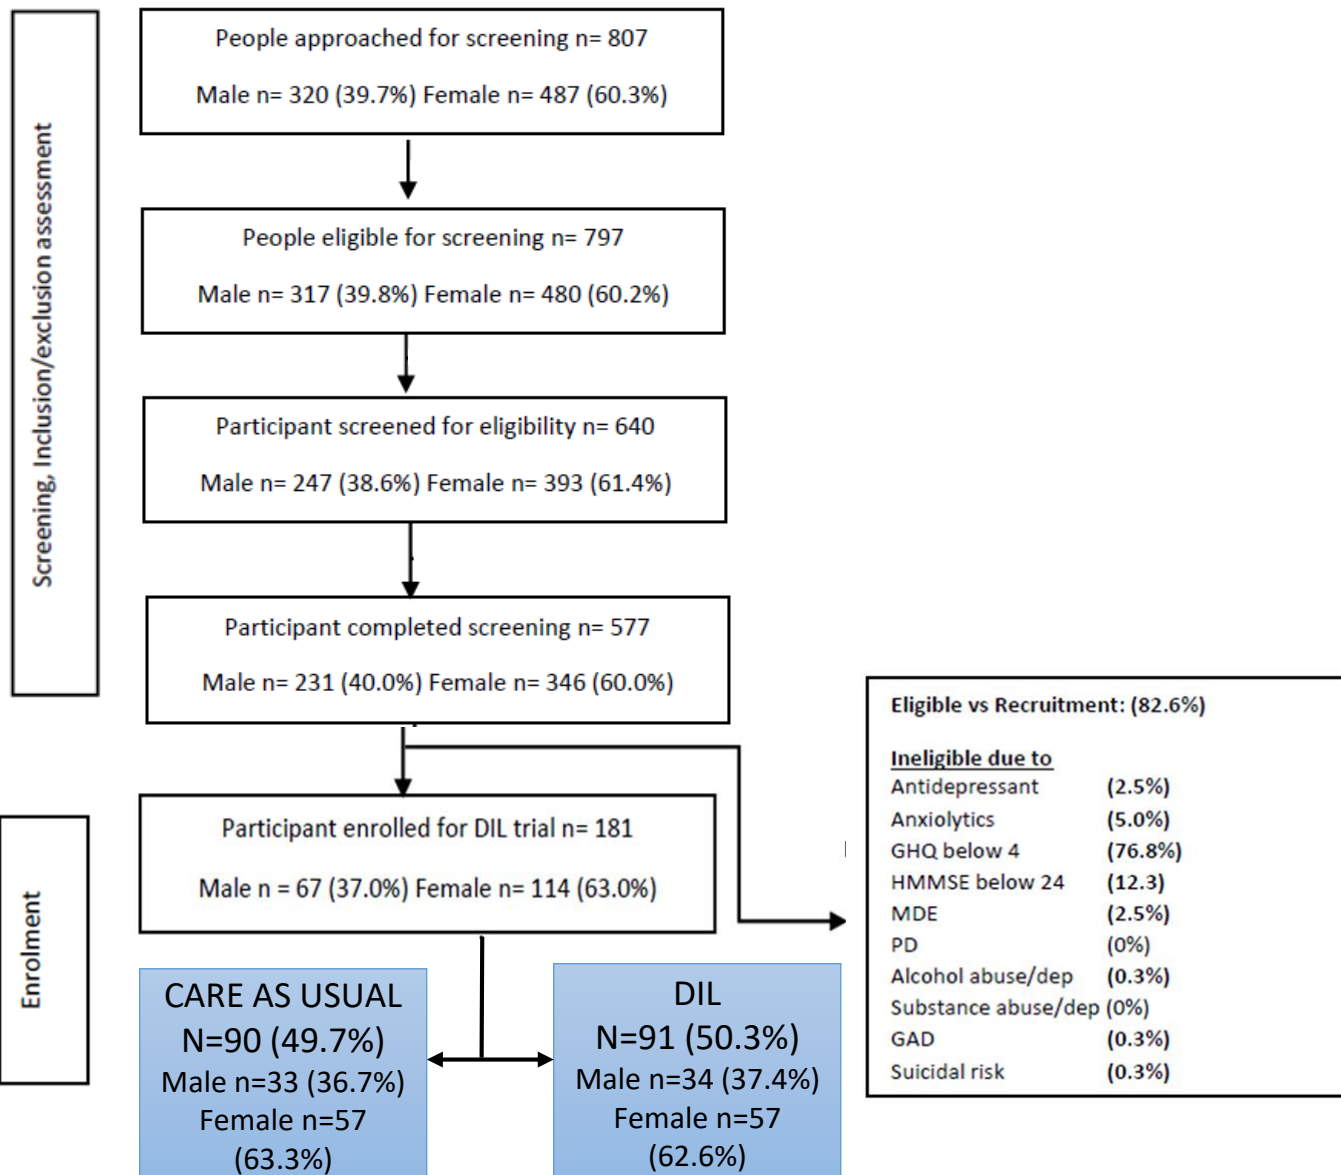 Screening, Inclusion/exclusion assessment
People approached for screening n= 807
Male n= 320 (39.7%) Female n= 487 (60.3%)
People eligible for screening n= 797
Male n= 317 (39.8%) Female n= 480 (60.2%)
Participant screened for eligibility n= 640
Male n= 247 (38.6%) Female n= 393 (61.4%)
Participant completed screening n= 577
Male n= 231 (40.0%) Female n= 346 (60.0%)
Eligible vs Recruitment: (82.6%)
Ineligible due to
Antidepressant (2.5%)
Anxiolytics (5.0%)
GHQ below 4 (76.8%)
HMMSE below 24 (12.3)
MDE (2.5%)
PD (0%)
Alcohol abuse/dep (0.3%)
Substance abuse/dep (0%)
GAD (0.3%)
Suicidal risk (0.3%)
Enrolment
Participant enrolled for DIL trial n= 181
Male n = 67 (37.0%) Female n= 114 (63.0%)
CARE AS USUAL
N=90 (49.7%)
Male n=33 (36.7%)
Female n=57
(63.3%)
DIL
N=91 (50.3%)
Male n=34 (37.4%)
Female n=57
(62.6%)